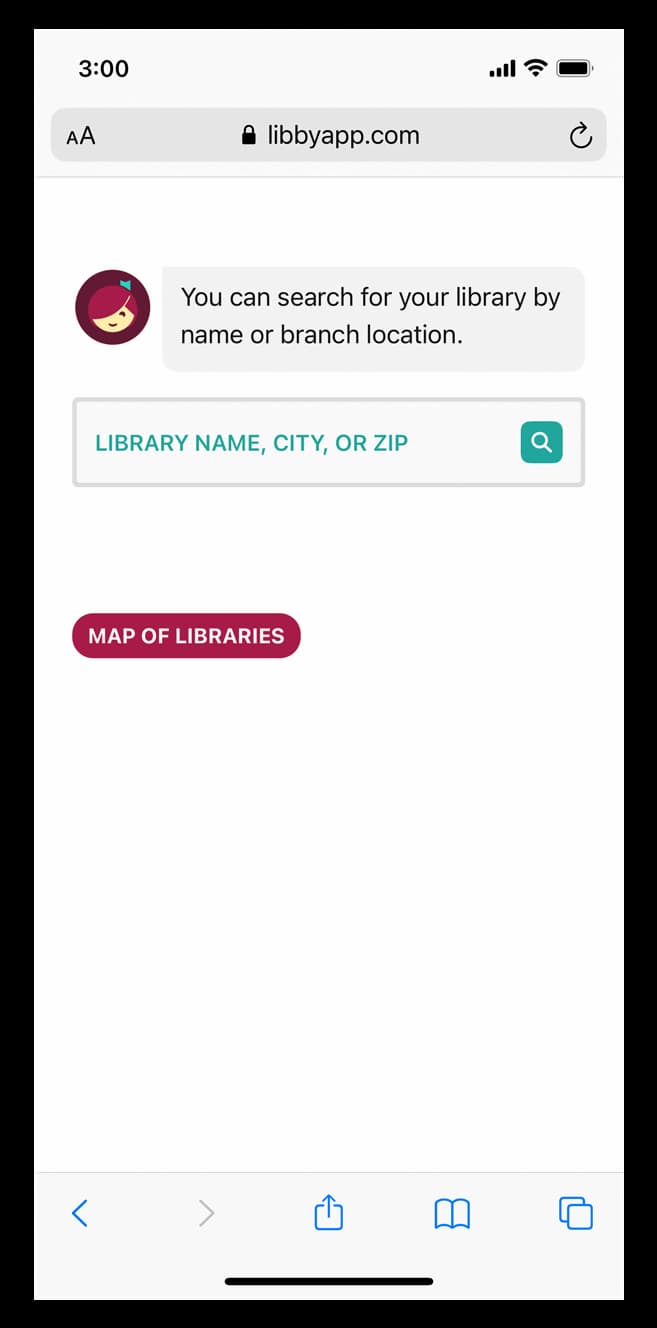 3:00
AA libbyapp.com
You can search for your library by
name or branch location.
LIBRARY NAME, CITY, OR ZIP
MAP OF LIBRARIES